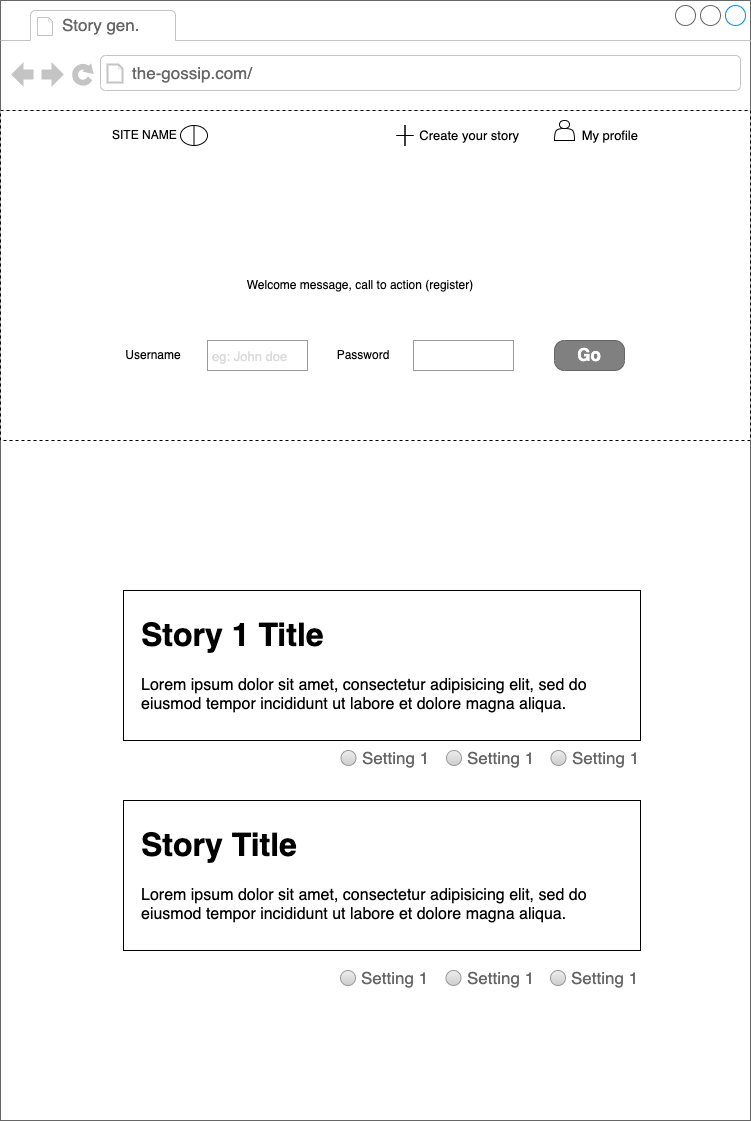 Story gen.
the-gossip.com/
SITE NAME
Create your story
My profile
Welcome message, call to action (register)
Username
eg: John doe
Password
Go
Story 1 Title
Lorem ipsum dolor sit amet, consectetur adipisicing elit, sed do
eiusmod tempor incididunt ut labore et dolore magna aliqua.
Setting 1 Setting 1 Setting 1
Story Title
Lorem ipsum dolor sit amet, consectetur adipisicing elit, sed do
eiusmod tempor incididunt ut labore et dolore magna aliqua.
Setting 1 Setting 1 Setting 1